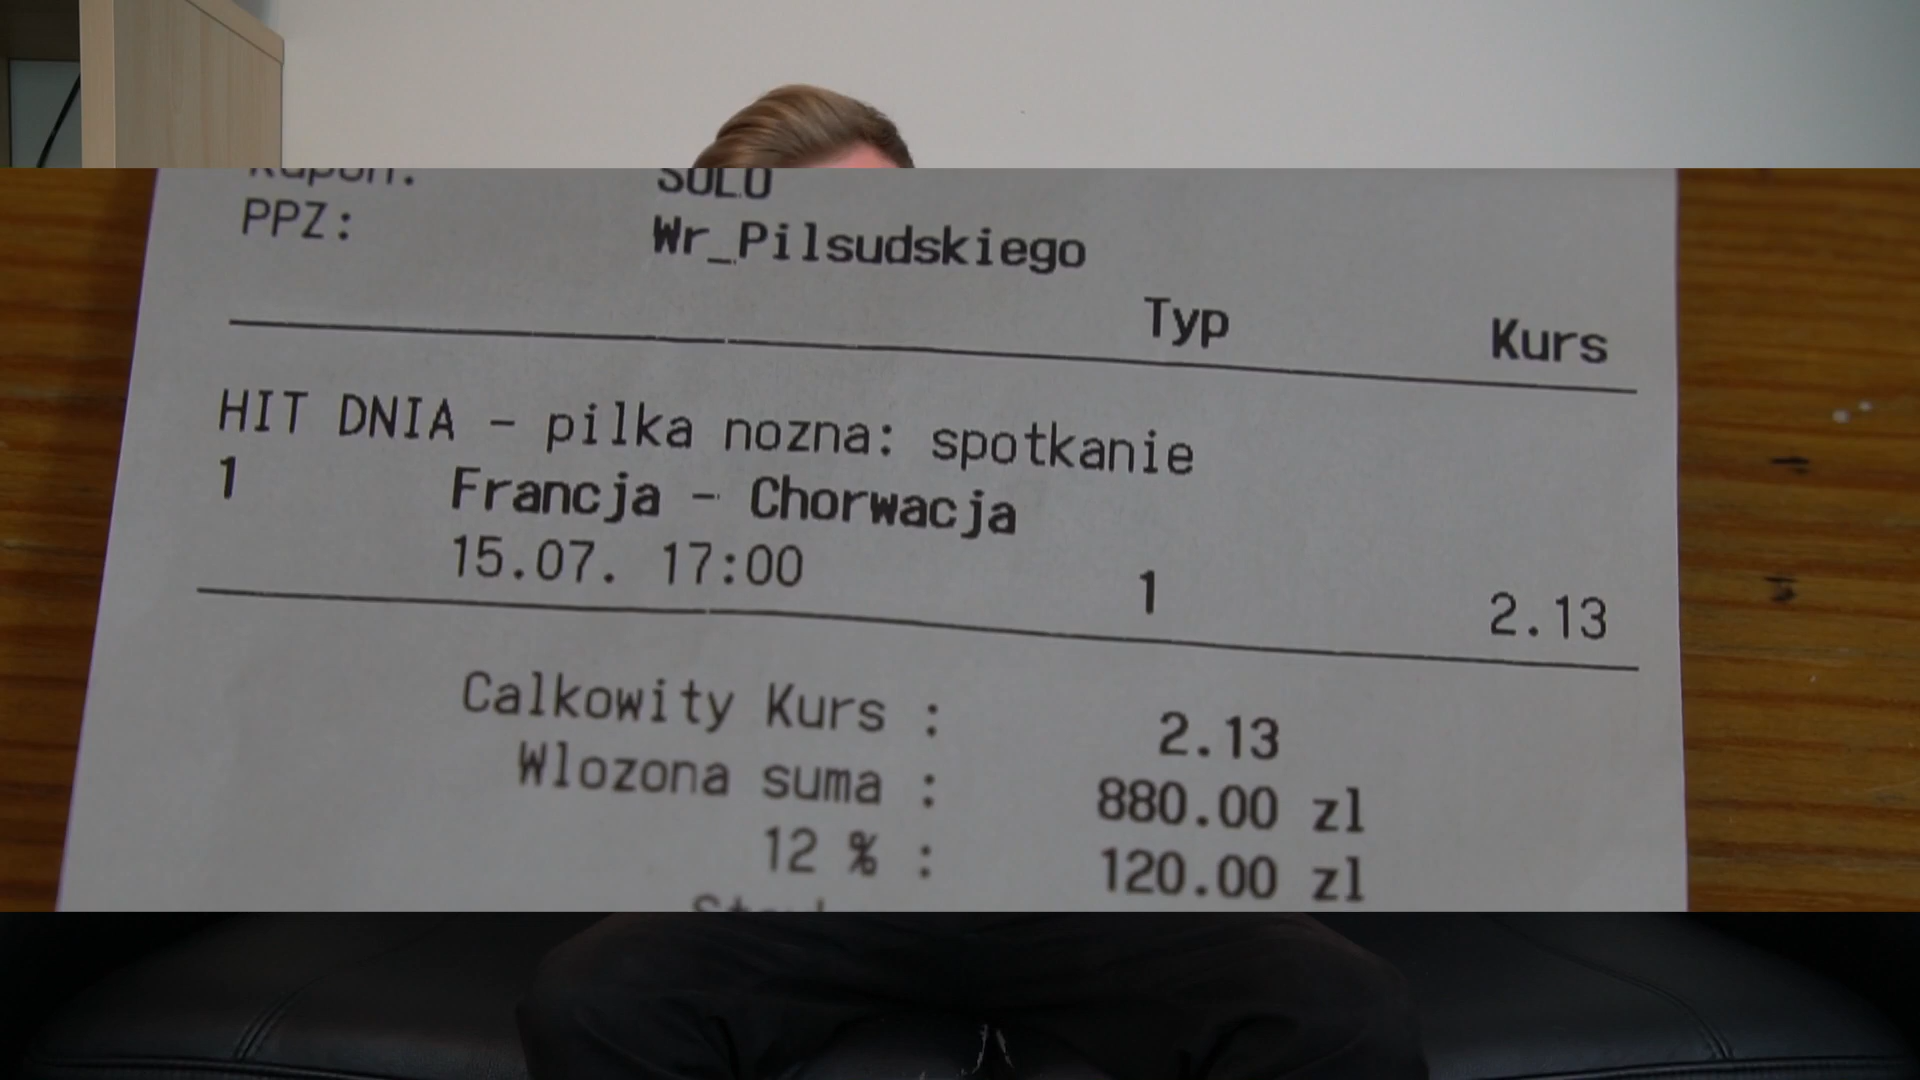 Kupon: SOLO
PPZ: Wr_Pilsudskiego
Typ Kurs
HIT DNIA - pilka nozna: spotkanie
1 Francja - Chorwacja
15.07. 17:00 1 2.13
Calkowity Kurs : 2.13
Wlozona suma : 880.00 zl
12 % : 120.00 zl